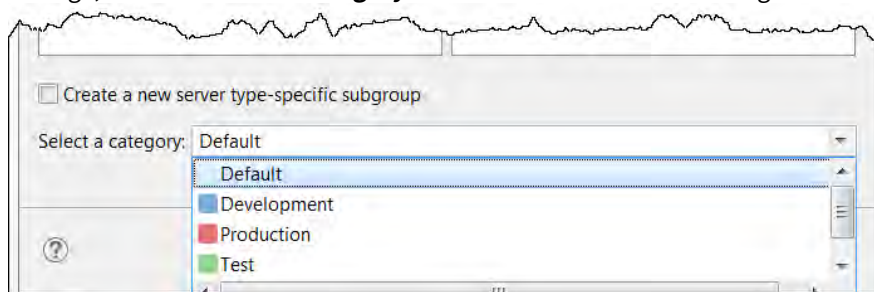 Create a new server type-specific subgroup
Select a category: Default
Default
Development
Production
Test